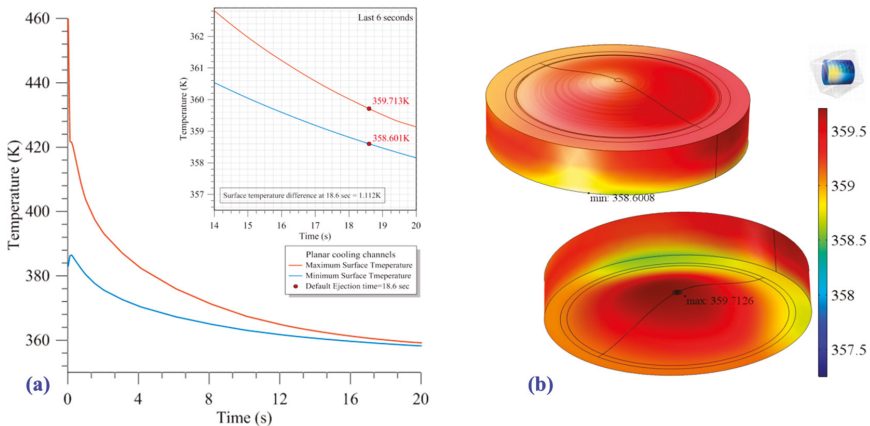 460
440
420
400
380
360
Temperature (K)
0
4
8
12
16
20
Time (s)
(a)
Last 6 seconds
362
361
360
359
358
357
Temperature (K)
359.713K
358.601K
Surface temperature difference at 18.6 sec = 1.112K
14
15
16
17
18
19
20
Time (s)
Planar cooling channels
Maximum Surface Tmeperature
Minimum Surface Tmeperature
Default Ejection time=18.6 sec
min: 358.6008
max: 359.7126
(b)
359.5
359
358.5
358
357.5